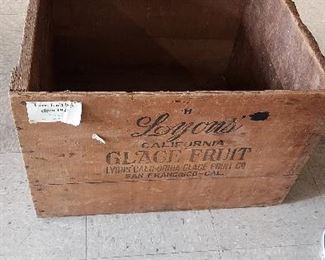 H
Lyons'
CALIFORNIA
GLACE FRUIT
LYONS CALIFORNIA GLACE FRUIT CO
SAN FRANCISCO-CAL.